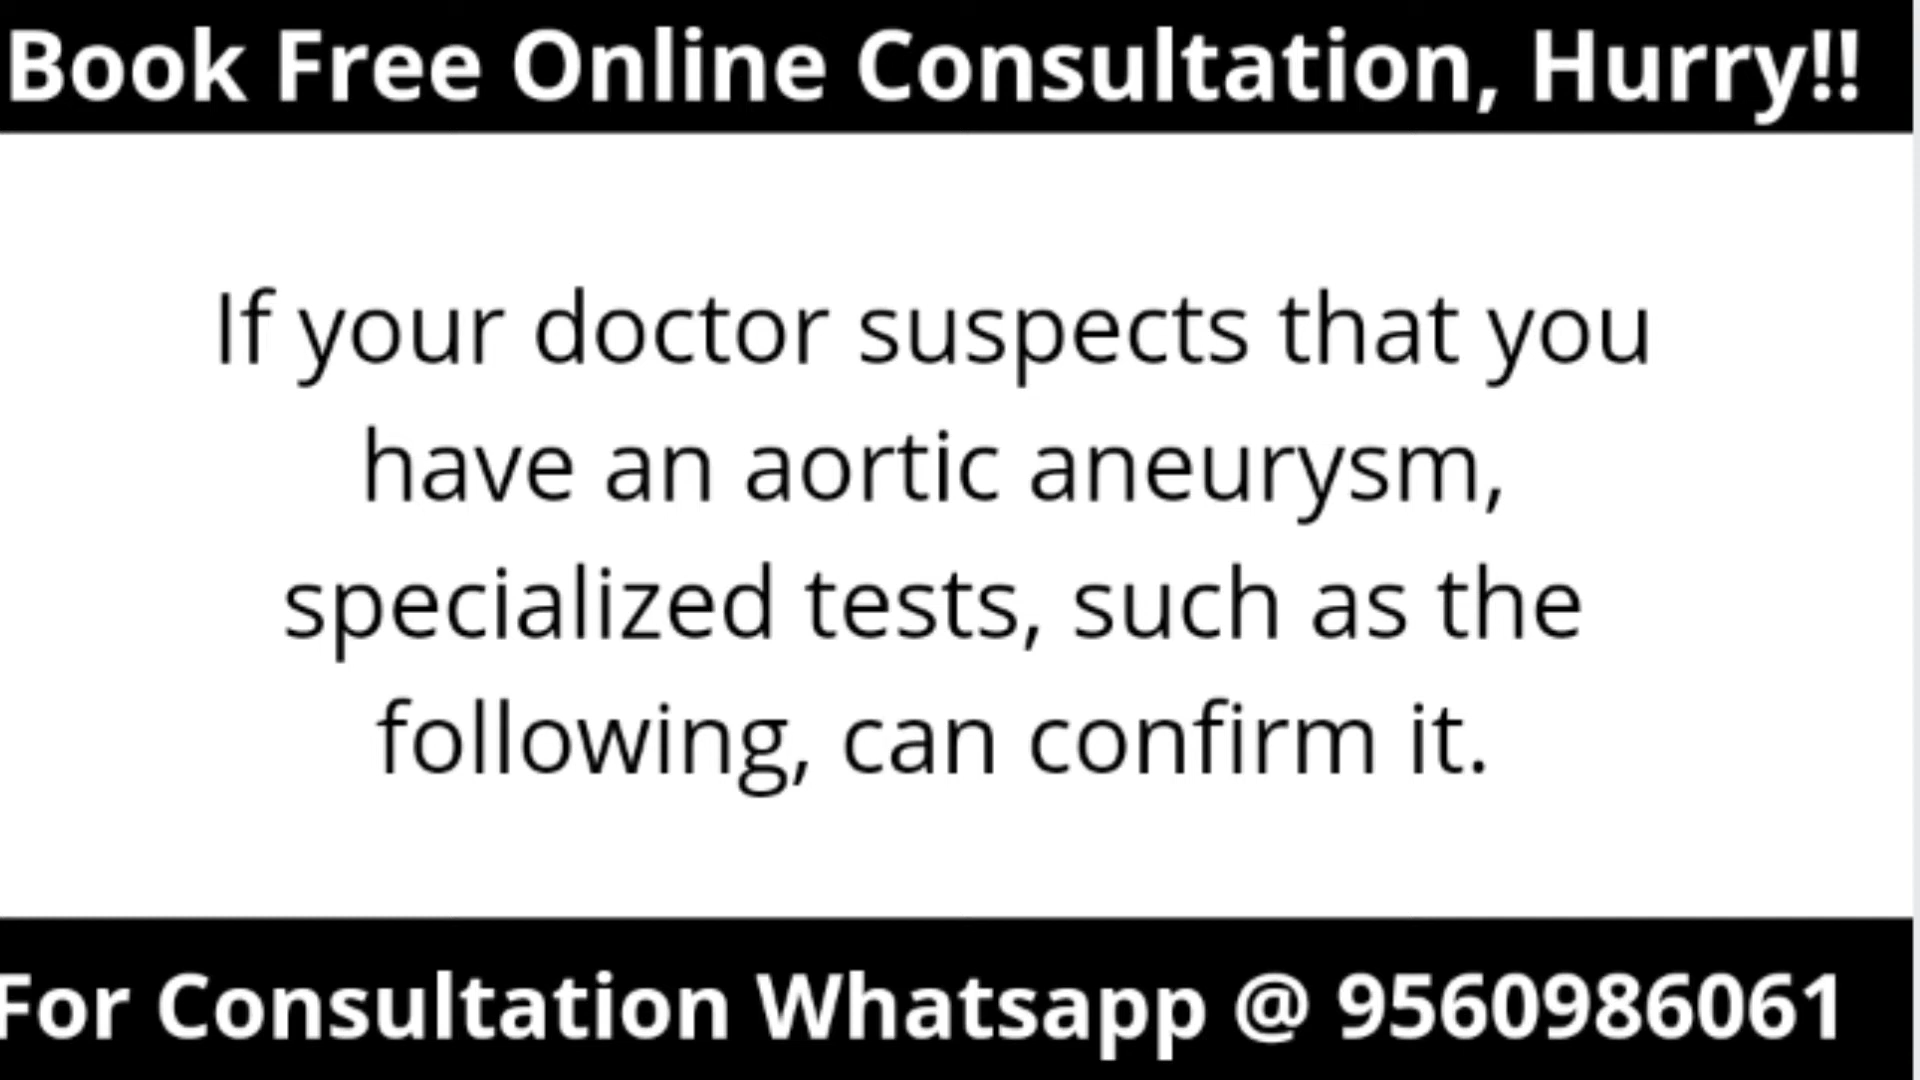 Book Free Online Consultation, Hurry!!
If your doctor suspects that you
have an aortic aneurysm,
specialized tests, such as the
following, can confirm it.
For Consultation Whatsapp @ 9560986061